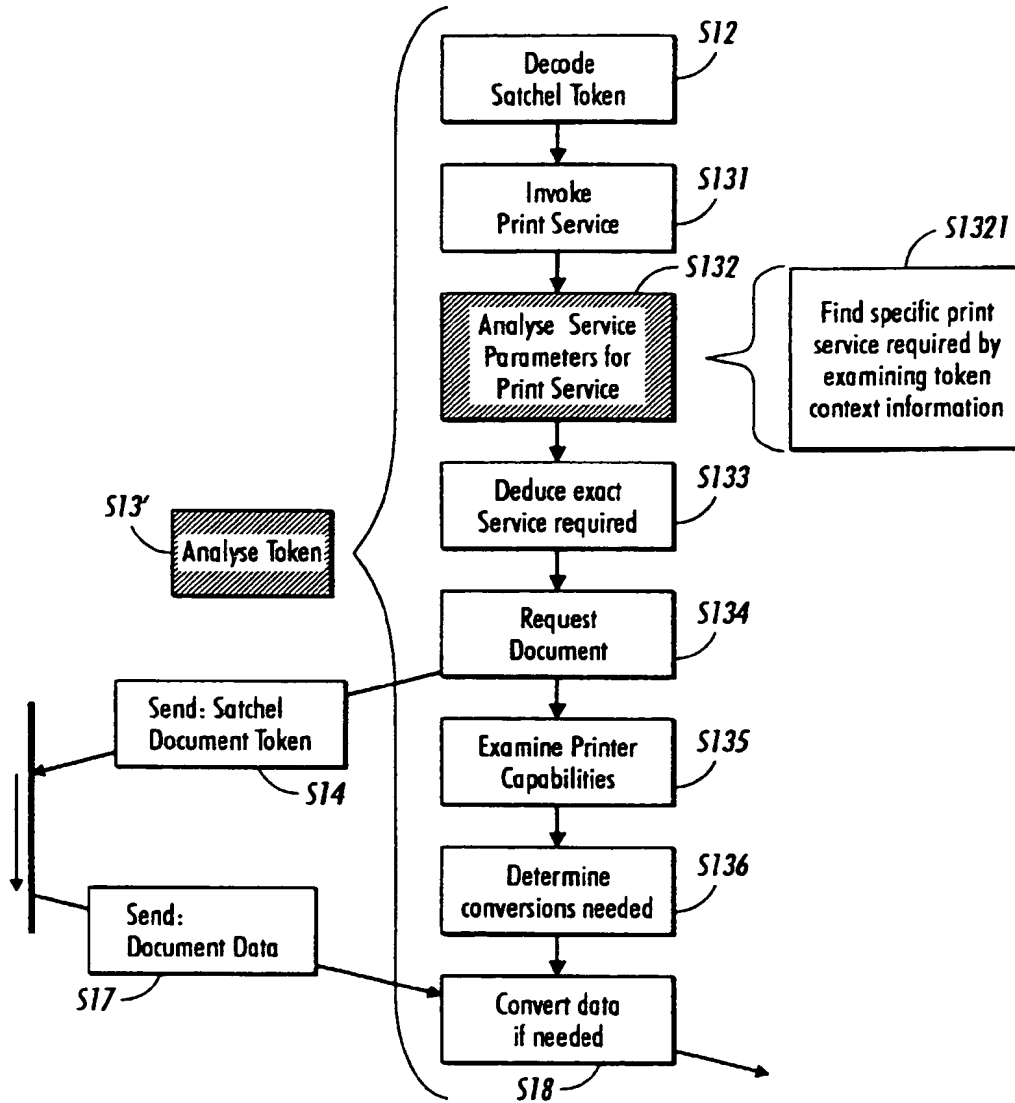 S12
Decode
Satchel Token
S131
Invoke
Print Service
S1321
S132
Analyse Service
Parameters for
Print Service
Find specific print
service required by
examining token
context information
S133
Deduce exact
Service required
S13'
Analyse Token
S134
Request
Document
Send: Satchel
Document Token
S14
S135
Examine Printer
Capabilities
S136
Determine
conversions needed
Send:
Document Data
S17
Convert data
if needed
S18